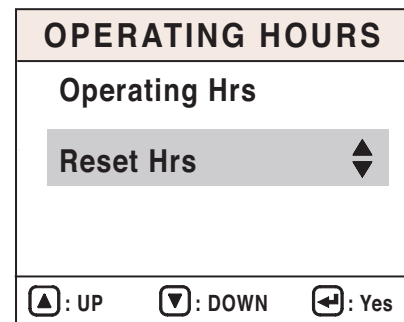 OPERATING HOURS
Operating Hrs
Reset Hrs
: UP : DOWN : Yes